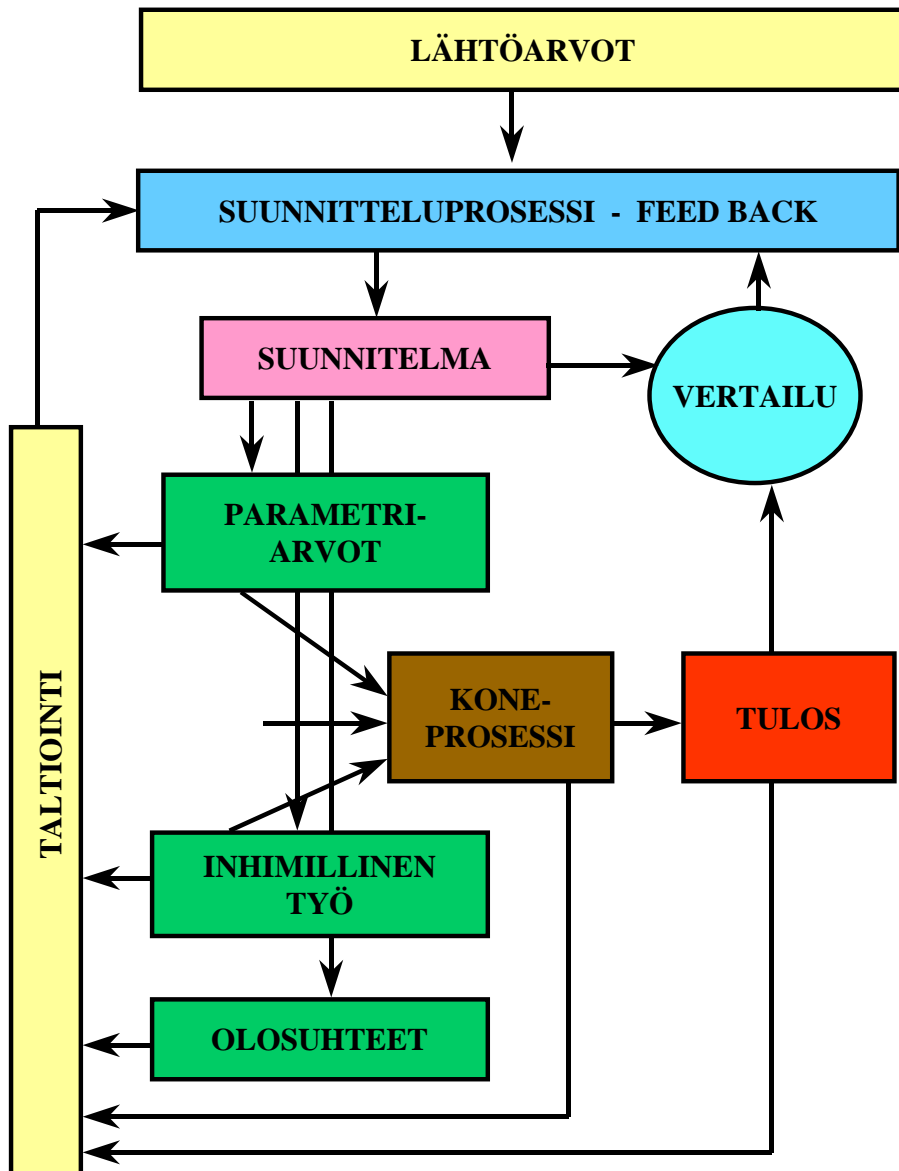 LÄHTÖARVOT
SUUNNITTELUPROSESSI - FEED BACK
SUUNNITELMA
VERTAILU
PARAMETRI-
ARVOT
KONE-
PROSESSI
TULOS
TALTIOINTI
INHIMILLINEN
TYÖ
OLOSUHTEET